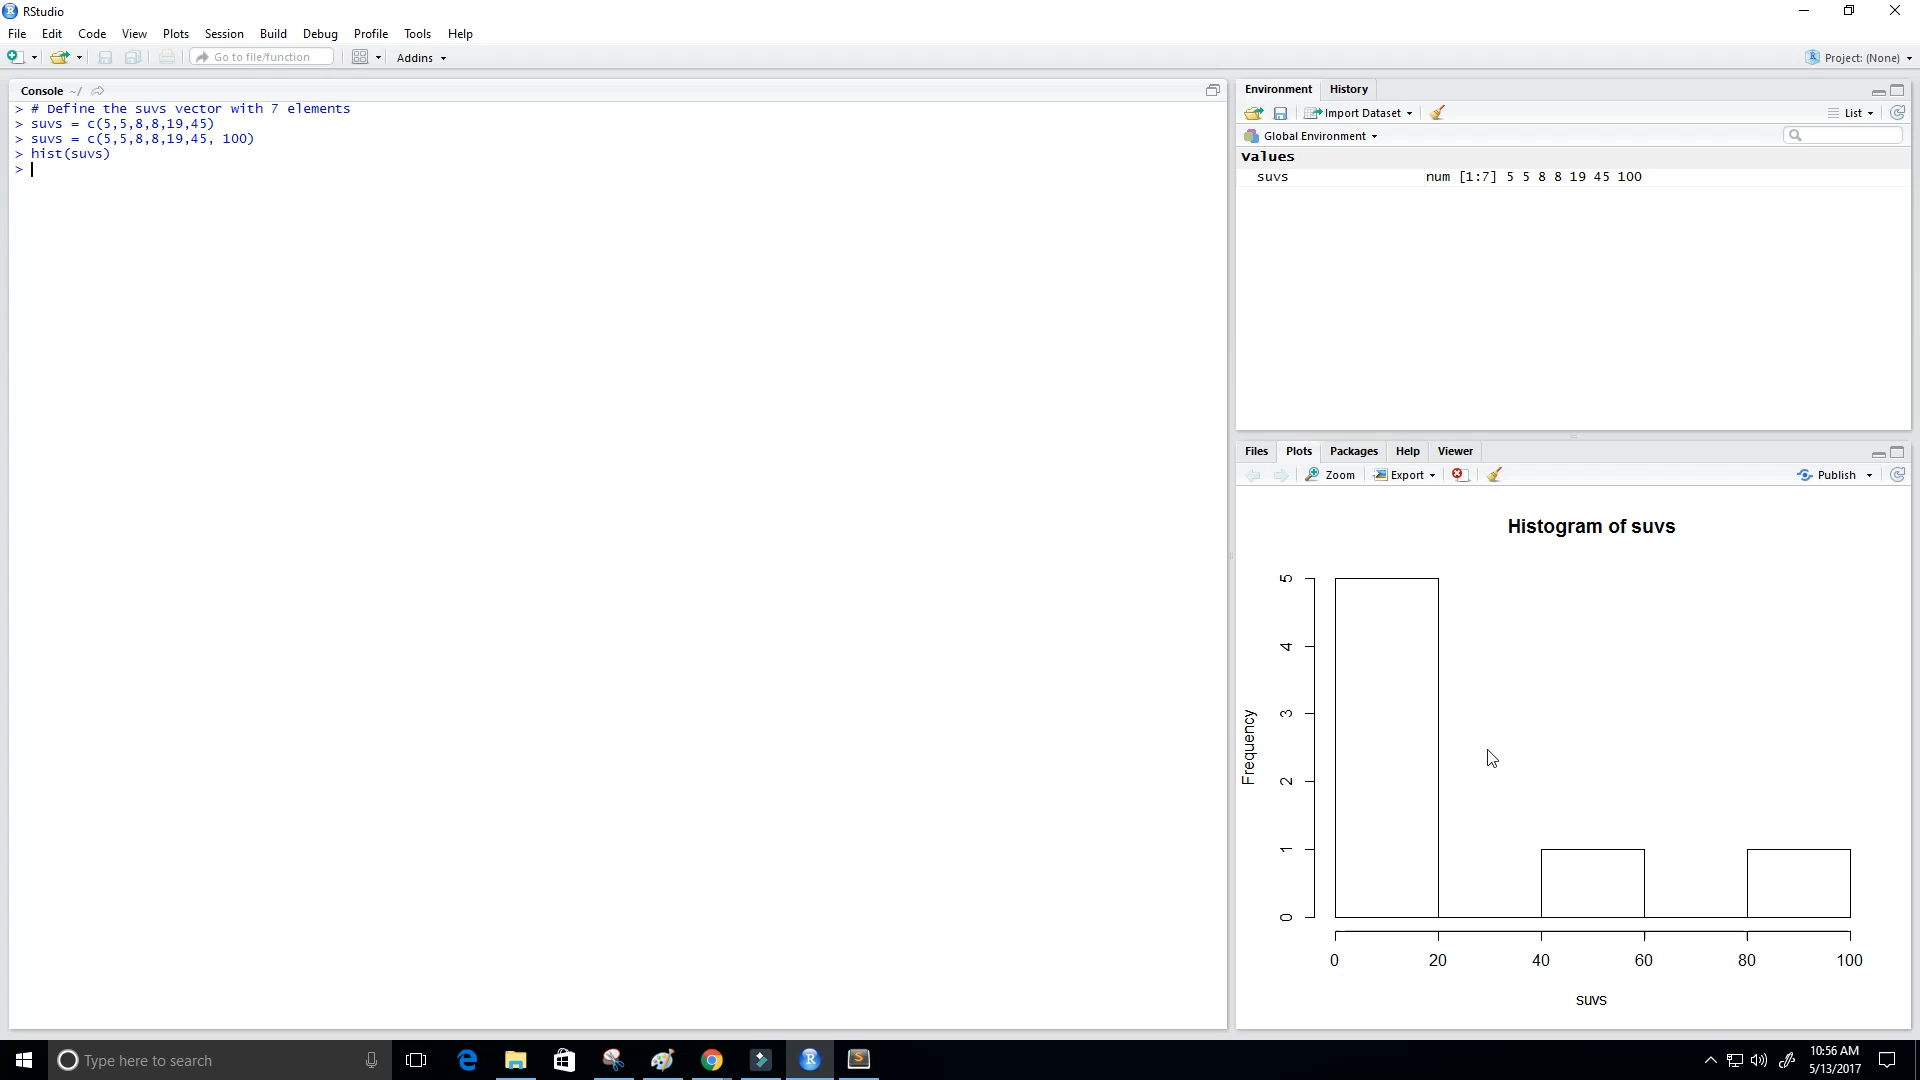 RStudio
File Edit Code View Plots Session Build Debug Profile Tools Help
Go to file/function Addins Project: (None)
Console ~/
> # Define the suvs vector with 7 elements
> suvs = c(5,5,8,8,19,45)
> suvs = c(5,5,8,8,19,45, 100)
> hist(suvs)
>
Environment History
Import Dataset List
Global Environment
Values
suvs num [1:7] 5 5 8 8 19 45 100
Files Plots Packages Help Viewer
Zoom Export Publish
Histogram of suvs
5
4
3
2
1
0
Frequency
0 20 40 60 80 100
suvs
Type here to search
10:56 AM
5/13/2017